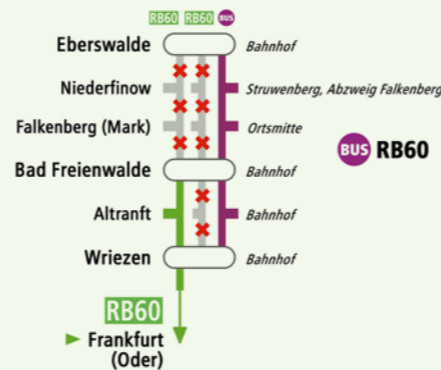 RB60 RB60 BUS
Eberswalde Bahnhof
Niederfinow Struwenberg, Abzweig Falkenberg
Falkenberg (Mark) Ortsmitte
BUS RB60
Bad Freienwalde Bahnhof
Altranft Bahnhof
Wriezen Bahnhof
RB60
Frankfurt
(Oder)